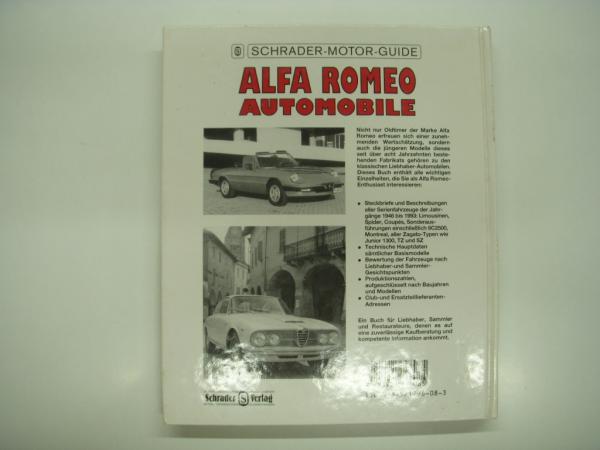 SCHRADER-MOTOR-GUIDE
ALFA ROMEO
AUTOMOBILE
Nicht nur Oldtimer der Marke Alfa
Romeo erfreuen sich einer zuneh-
menden Wertschätzung, sondern
auch die jüngeren Modelle dieses
seit über acht Jahrzehnten beste-
henden Fabrikats gehören zu den
klassischen Liebhaber-Automobilen.
Dieses Buch enthält alle wichtigen
Einzelheiten, die Sie als Alfa Romeo-
Enthusiast interessieren:
• Steckbriefe und Beschreibungen
aller Serienfahrzeuge der Jahr-
gänge 1946 bis 1993: Limousinen,
Spider, Coupés, Sonderaus-
führungen einschließlich 6C2500,
Montreal, aller Zagato-Typen wie
Junior 1300, TZ und SZ
• Technische Hauptdaten
sämtlicher Basismodelle
• Bewertung der Fahrzeuge nach
Liebhaber-und Sammler-
Gesichtspunkten
• Produktionszahlen,
aufgeschlüsselt nach Baujahren
und Modellen
• Club-und Ersatzteillieferanten-
Adressen
Ein Buch für Liebhaber, Sammler
und Restaurateure, denen es auf
eine zuverlässige Kaufberatung und
kompetente Information ankommt.
Schrader S Verlag